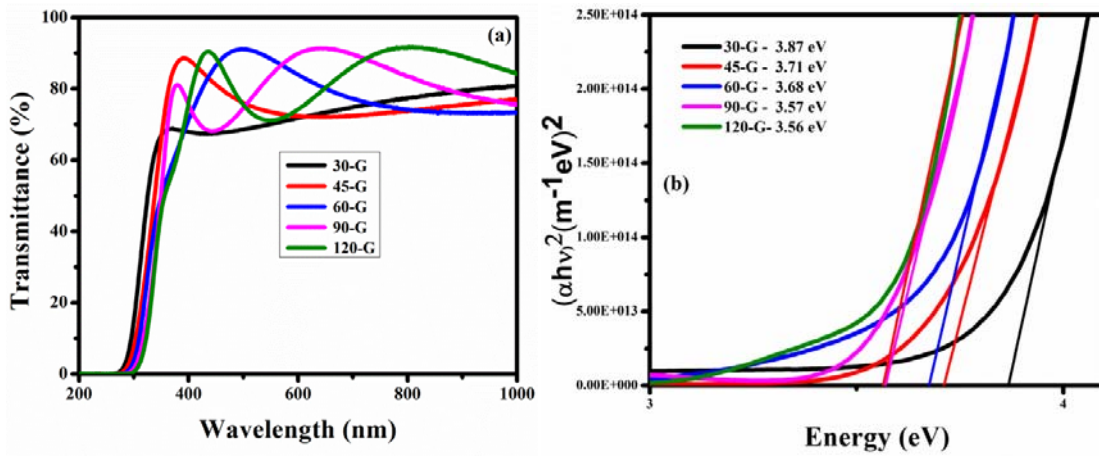 (a)
100
80
60
40
20
0
Transmittance (%)
30-G
45-G
60-G
90-G
120-G
200
400
600
800
1000
Wavelength (nm)
2.50E+014
2.00E+014
1.50E+014
1.00E+014
5.00E+013
0.00E+000
(αhν)2(m-1eV)2
30-G - 3.87 eV
45-G - 3.71 eV
60-G - 3.68 eV
90-G - 3.57 eV
120-G- 3.56 eV
(b)
3
4
Energy (eV)